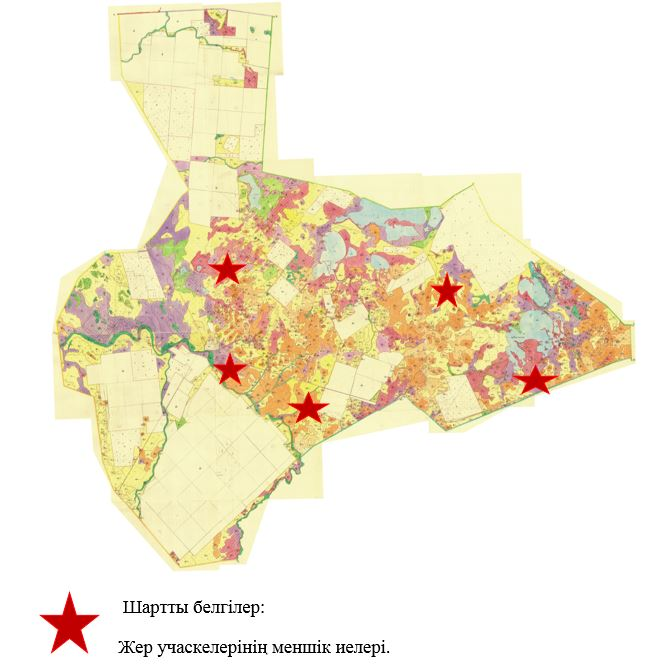 Шартты белгілер:
Жер учаскелерінің меншік иелері.